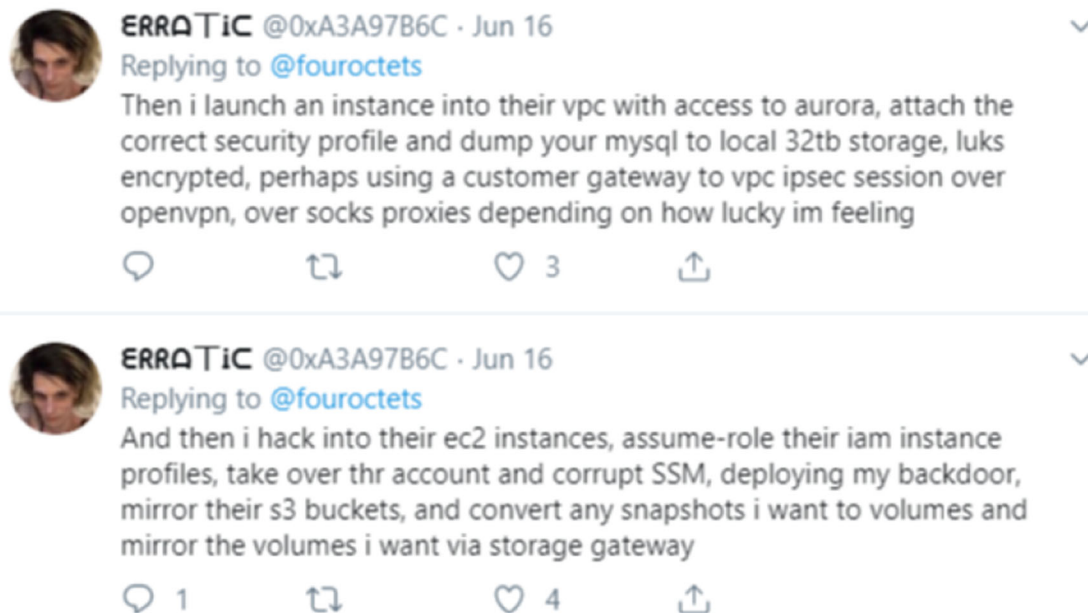 ᕮRRᗩTᎥᑕ @0xA3A97B6C · Jun 16
Replying to @fouroctets
Then i launch an instance into their vpc with access to aurora, attach the
correct security profile and dump your mysql to local 32tb storage, luks
encrypted, perhaps using a customer gateway to vpc ipsec session over
openvpn, over socks proxies depending on how lucky im feeling
3
ᕮRRᗩTᎥᑕ @0xA3A97B6C · Jun 16
Replying to @fouroctets
And then i hack into their ec2 instances, assume-role their iam instance
profiles, take over thr account and corrupt SSM, deploying my backdoor,
mirror their s3 buckets, and convert any snapshots i want to volumes and
mirror the volumes i want via storage gateway
1 4